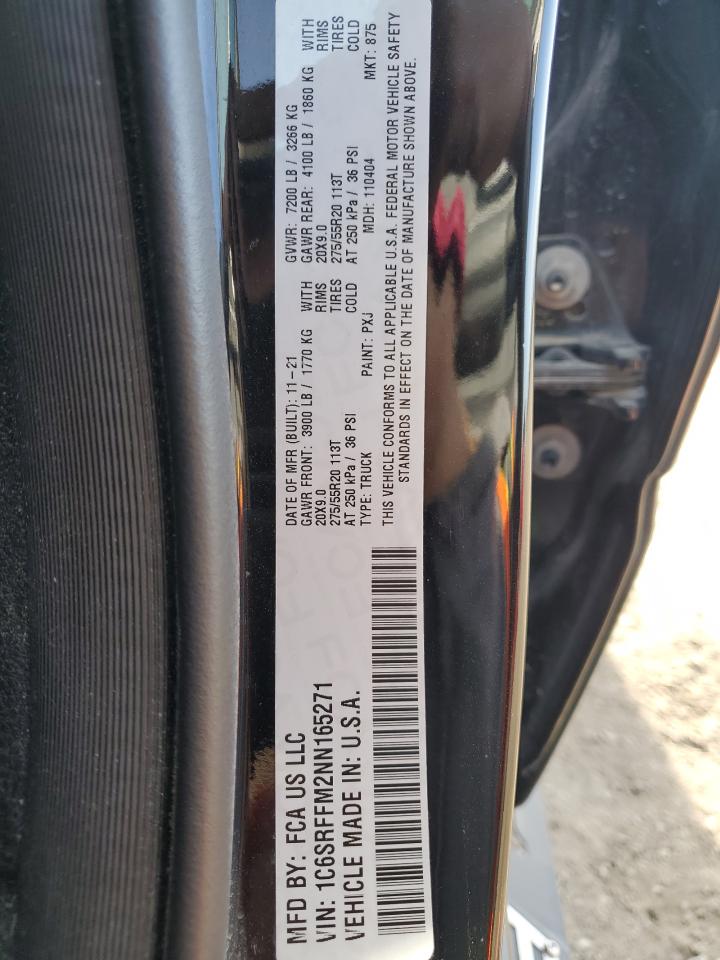 MFD BY: FCA US LLC
VIN: 1C6SRFFM2NN165271
VEHICLE MADE IN: U.S.A.
DATE OF MFR (BUILT): 11-21 GVWR: 7200 LB / 3266 KG
GAWR FRONT: 3900 LB / 1770 KG WITH GAWR REAR: 4100 LB / 1860 KG WITH
20X9.0 RIMS 20X9.0 RIMS
275/55R20 113T TIRES 275/55R20 113T TIRES
AT 250 kPa / 36 PSI COLD AT 250 kPa / 36 PSI COLD
TYPE: TRUCK PAINT: PXJ MDH: 110404 MKT: 875
THIS VEHICLE CONFORMS TO ALL APPLICABLE U.S.A. FEDERAL MOTOR VEHICLE SAFETY
STANDARDS IN EFFECT ON THE DATE OF MANUFACTURE SHOWN ABOVE.